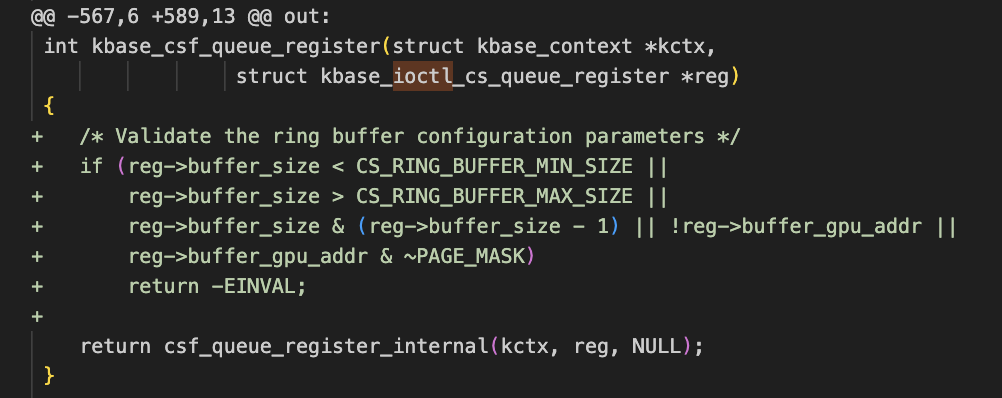 @@ -567,6 +589,13 @@ out:
int kbase_csf_queue_register(struct kbase_context *kctx,
struct kbase_ioctl_cs_queue_register *reg)
{
+ /* Validate the ring buffer configuration parameters */
+ if (reg->buffer_size < CS_RING_BUFFER_MIN_SIZE ||
+ reg->buffer_size > CS_RING_BUFFER_MAX_SIZE ||
+ reg->buffer_size & (reg->buffer_size - 1) || !reg->buffer_gpu_addr ||
+ reg->buffer_gpu_addr & ~PAGE_MASK)
+ return -EINVAL;
+
return csf_queue_register_internal(kctx, reg, NULL);
}